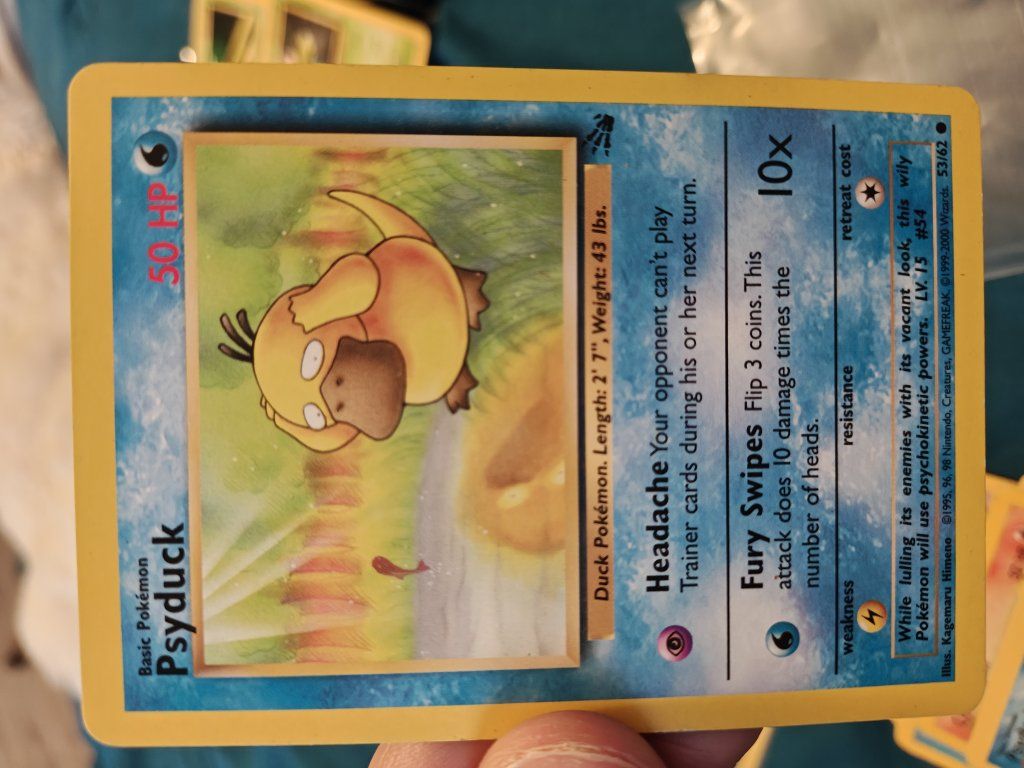 Basic Pokémon
Psyduck 50 HP
Duck Pokémon. Length: 2' 7", Weight: 43 lbs.
Headache Your opponent can't play
Trainer cards during his or her next turn.
Fury Swipes Flip 3 coins. This
attack does 10 damage times the
number of heads.
10x
weakness resistance retreat cost
While lulling its enemies with its vacant look, this wily
Pokémon will use psychokinetic powers. LV. 15 #54
Illus. Kagemaru Himeno ©1995, 96, 98 Nintendo, Creatures, GAMEFREAK. ©1999-2000 Wizards. 53/62